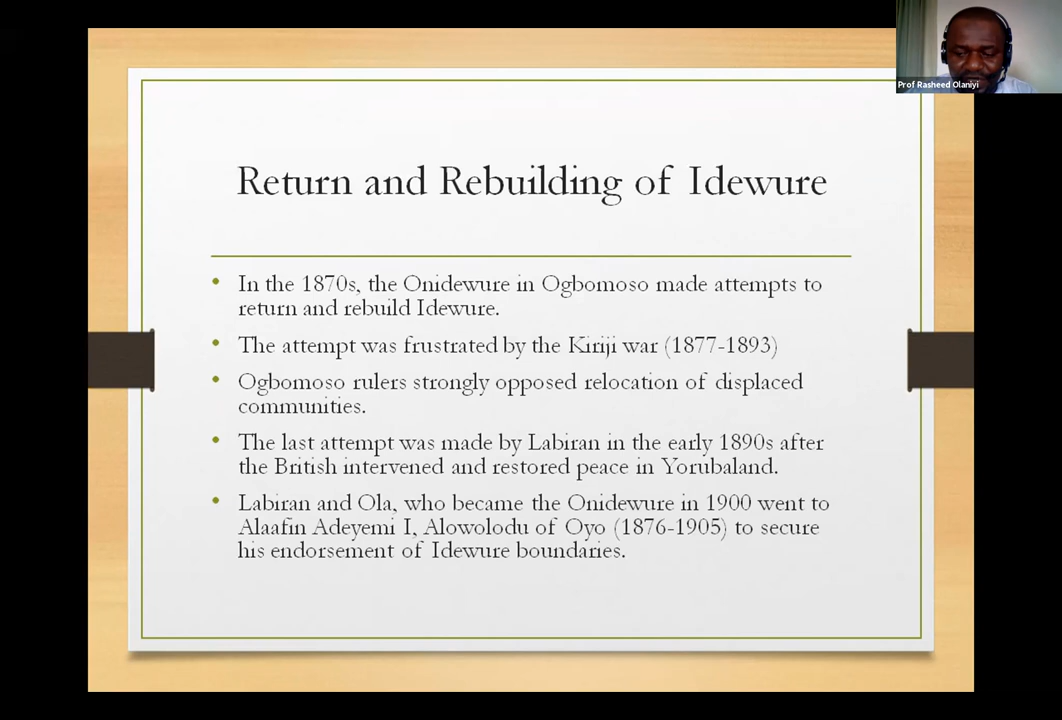 Prof Rasheed Olaniyi
Return and Rebuilding of Idewure
• In the 1870s, the Onidewure in Ogbomoso made attempts to
return and rebuild Idewure.
• The attempt was frustrated by the Kiriji war (1877-1893)
• Ogbomoso rulers strongly opposed relocation of displaced
communities.
• The last attempt was made by Labiran in the early 1890s after
the British intervened and restored peace in Yorubaland.
• Labiran and Ola, who became the Onidewure in 1900 went to
Alaafin Adeyemi I, Alowolodu of Oyo (1876-1905) to secure
his endorsement of Idewure boundaries.